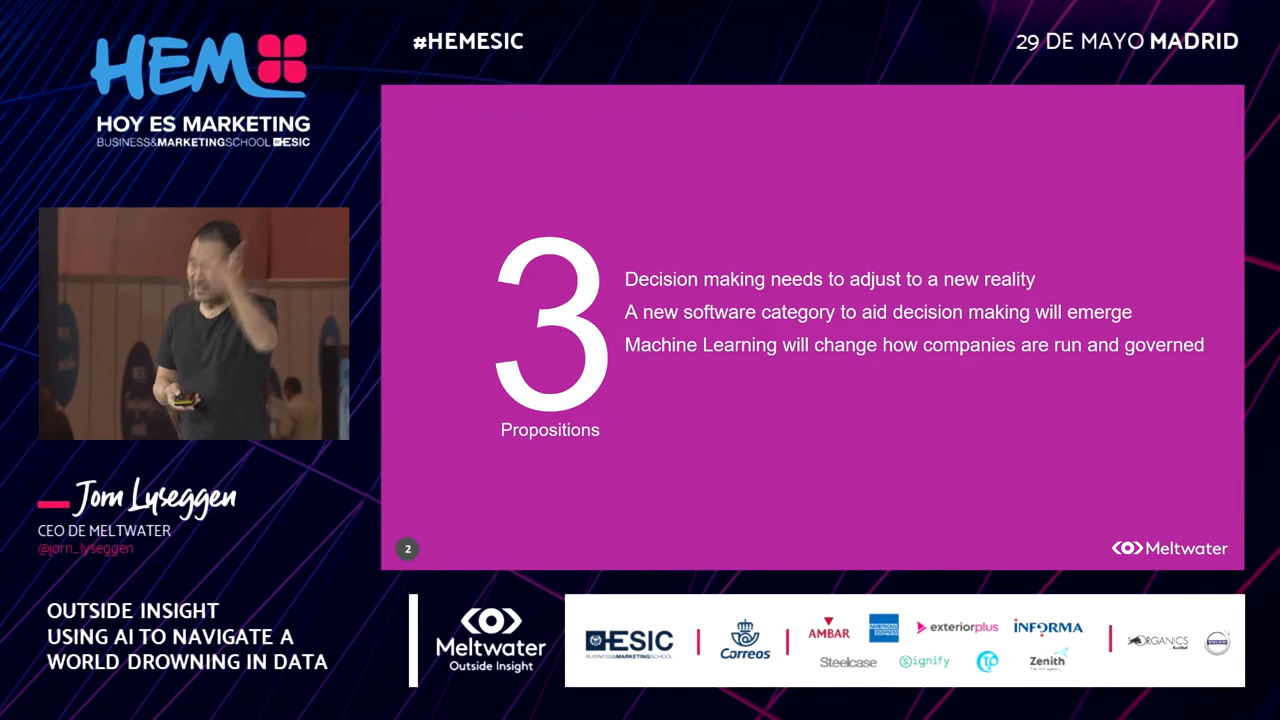 HEM
HOY ES MARKETING
BUSINESS&MARKETINGSCHOOL ESIC
#HEMESIC
29 DE MAYO MADRID
3
Propositions
Decision making needs to adjust to a new reality
A new software category to aid decision making will emerge
Machine Learning will change how companies are run and governed
2
Meltwater
Jorn Lyseggen
CEO DE MELTWATER
@jorn_lyseggen
OUTSIDE INSIGHT
USING AI TO NAVIGATE A
WORLD DROWNING IN DATA
Meltwater
Outside Insight
ESIC
BUSINESS&MARKETINGSCHOOL
Correos
AMBAR
AMERICAN EXPRESS
exteriorplus
INFORMA
Steelcase
Signify
Zenith
ORGANICS
VOLVO